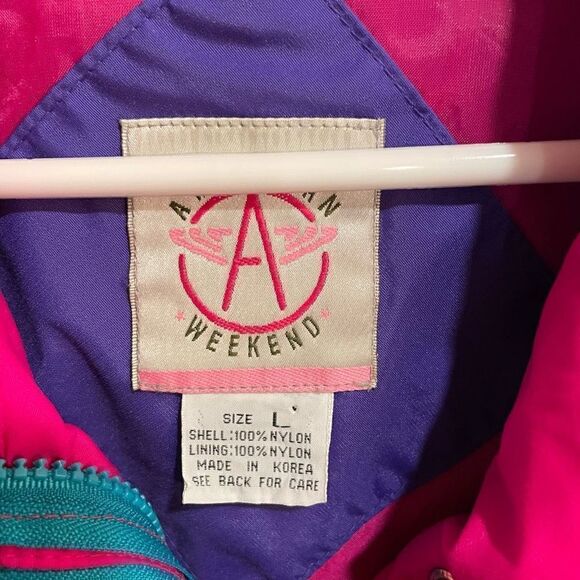 A
WEEKEND
SIZE L
SHELL:100% NYLON
LINING:100% NYLON
MADE IN KOREA
SEE BACK FOR CARE